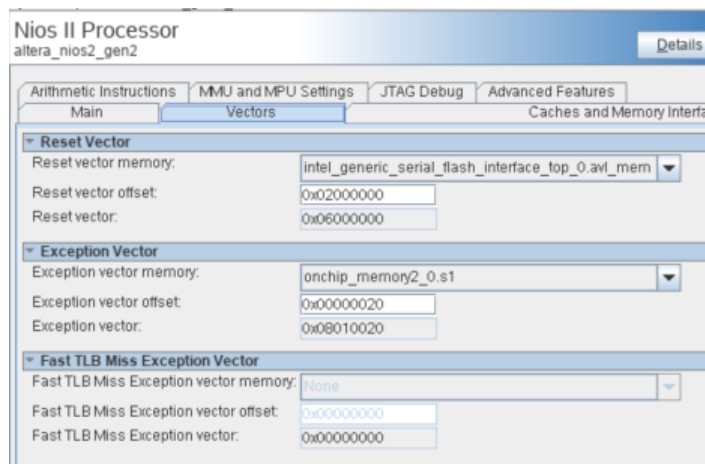 Nios II Processor
altera_nios2_gen2
Details
Arithmetic Instructions MMU and MPU Settings JTAG Debug Advanced Features
Main Vectors Caches and Memory Interfa
Reset Vector
Reset vector memory: intel_generic_serial_flash_interface_top_0.avl_mem
Reset vector offset: 0x02000000
Reset vector: 0x06000000
Exception Vector
Exception vector memory: onchip_memory2_0.s1
Exception vector offset: 0x00000020
Exception vector: 0x08010020
Fast TLB Miss Exception Vector
Fast TLB Miss Exception vector memory: None
Fast TLB Miss Exception vector offset: 0x00000000
Fast TLB Miss Exception vector: 0x00000000